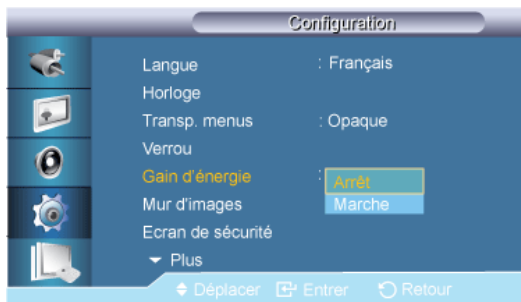 Configuration
Langue : Français
Horloge
Transp. menus : Opaque
Verrou
Gain d'énergie : Arrêt
Mur d'images Marche
Ecran de sécurité
Plus
Déplacer Entrer Retour